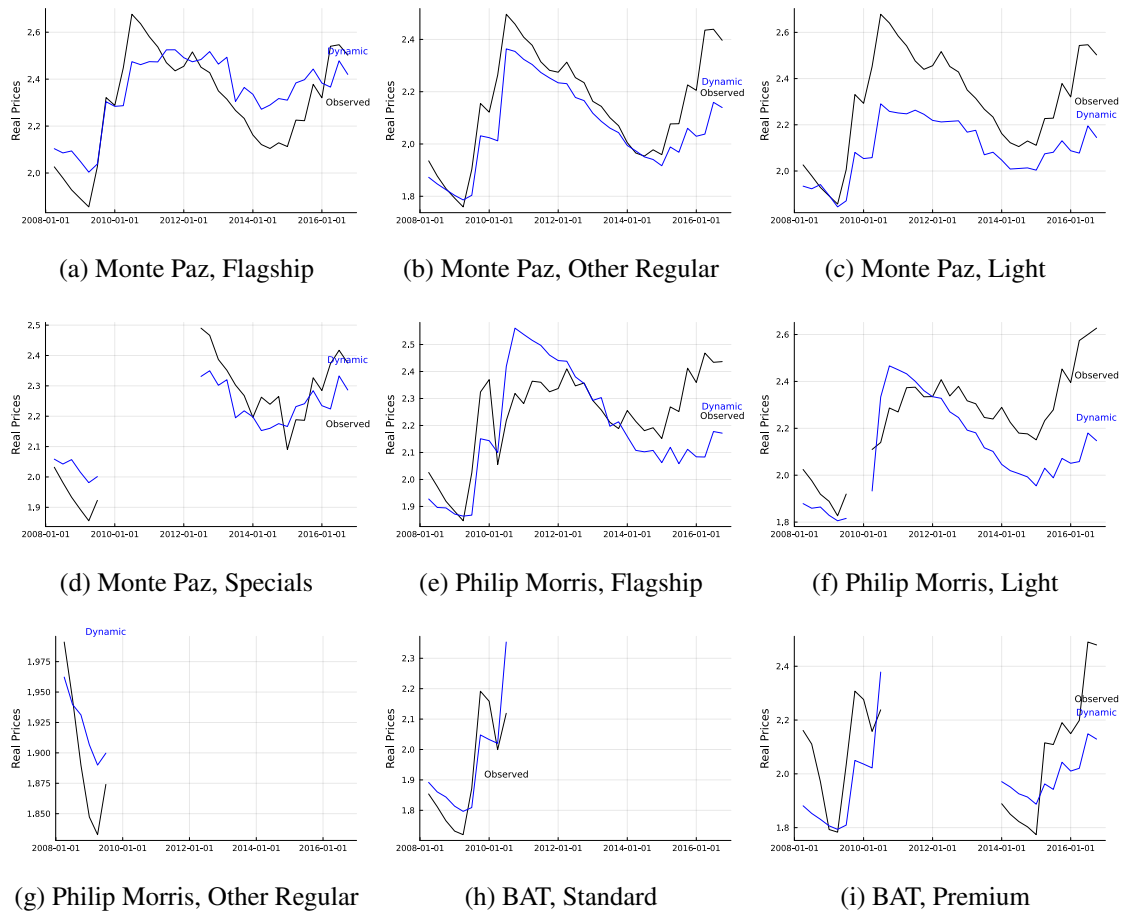 2,6
2,4
2,2
2,0
Real Prices
Dynamic
Observed
2008-01-01 2010-01-01 2012-01-01 2014-01-01 2016-01-01
(a) Monte Paz, Flagship
2,4
2,2
2,0
1,8
Real Prices
Dynamic
Observed
2008-01-01 2010-01-01 2012-01-01 2014-01-01 2016-01-01
(b) Monte Paz, Other Regular
2,6
2,4
2,2
2,0
Real Prices
Observed
Dynamic
2008-01-01 2010-01-01 2012-01-01 2014-01-01 2016-01-01
(c) Monte Paz, Light
2,5
2,4
2,3
2,2
2,1
2,0
1,9
Real Prices
Dynamic
Observed
2008-01-01 2010-01-01 2012-01-01 2014-01-01 2016-01-01
(d) Monte Paz, Specials
2,5
2,4
2,3
2,2
2,1
2,0
1,9
Real Prices
Dynamic
Observed
2008-01-01 2010-01-01 2012-01-01 2014-01-01 2016-01-01
(e) Philip Morris, Flagship
2,6
2,4
2,2
2,0
1,8
Real Prices
Observed
Dynamic
2008-01-01 2010-01-01 2012-01-01 2014-01-01 2016-01-01
(f) Philip Morris, Light
Dynamic
1,975
1,950
1,925
1,900
1,875
1,850
Real Prices
2008-01-01 2010-01-01 2012-01-01 2014-01-01 2016-01-01
(g) Philip Morris, Other Regular
2,3
2,2
2,1
2,0
1,9
1,8
Real Prices
Observed
2008-01-01 2010-01-01 2012-01-01 2014-01-01 2016-01-01
(h) BAT, Standard
2,4
2,2
2,0
1,8
Real Prices
Observed
Dynamic
2008-01-01 2010-01-01 2012-01-01 2014-01-01 2016-01-01
(i) BAT, Premium